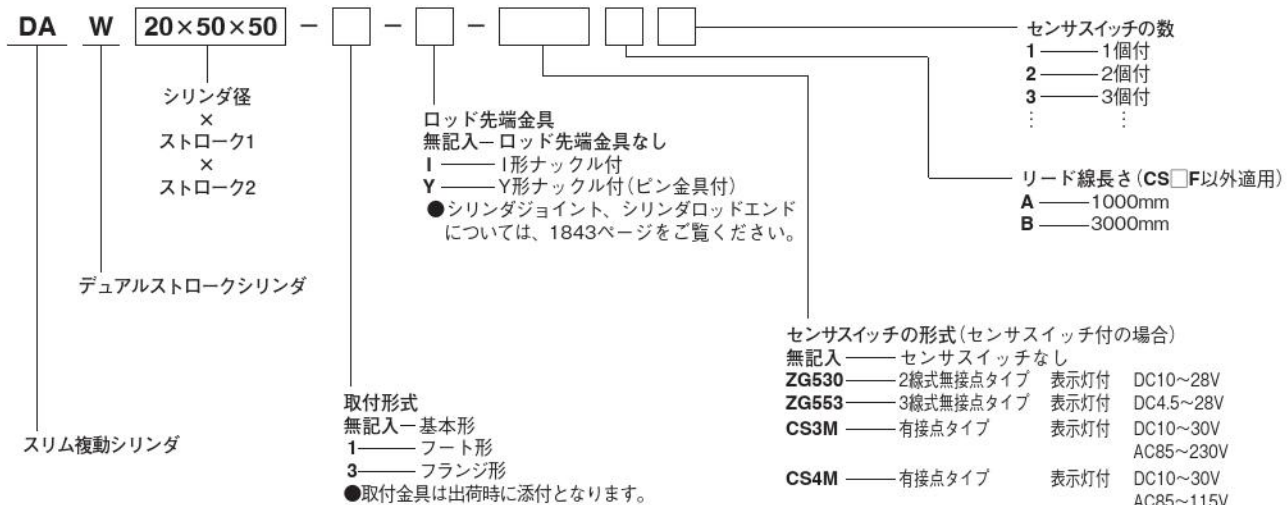 DA W 20×50×50 － □ － □ － □ □ □
シリンダ径
×
ストローク1
×
ストローク2
デュアルストロークシリンダ
スリム複動シリンダ
取付形式
無記入－基本形
1――フート形
3――フランジ形
●取付金具は出荷時に添付となります。
ロッド先端金具
無記入－ロッド先端金具なし
I――I形ナックル付
Y――Y形ナックル付(ピン金具付)
●シリンダジョイント、シリンダロッドエンド
については、1843ページをご覧ください。
センサスイッチの形式(センサスイッチ付の場合)
無記入――センサスイッチなし
ZG530――2線式無接点タイプ 表示灯付 DC10～28V
ZG553――3線式無接点タイプ 表示灯付 DC4.5～28V
CS3M――有接点タイプ 表示灯付 DC10～30V
AC85～230V
CS4M――有接点タイプ 表示灯付 DC10～30V
AC85～115V
リード線長さ(CS□F以外適用)
A――1000mm
B――3000mm
センサスイッチの数
1――1個付
2――2個付
3――3個付
⋮ ⋮